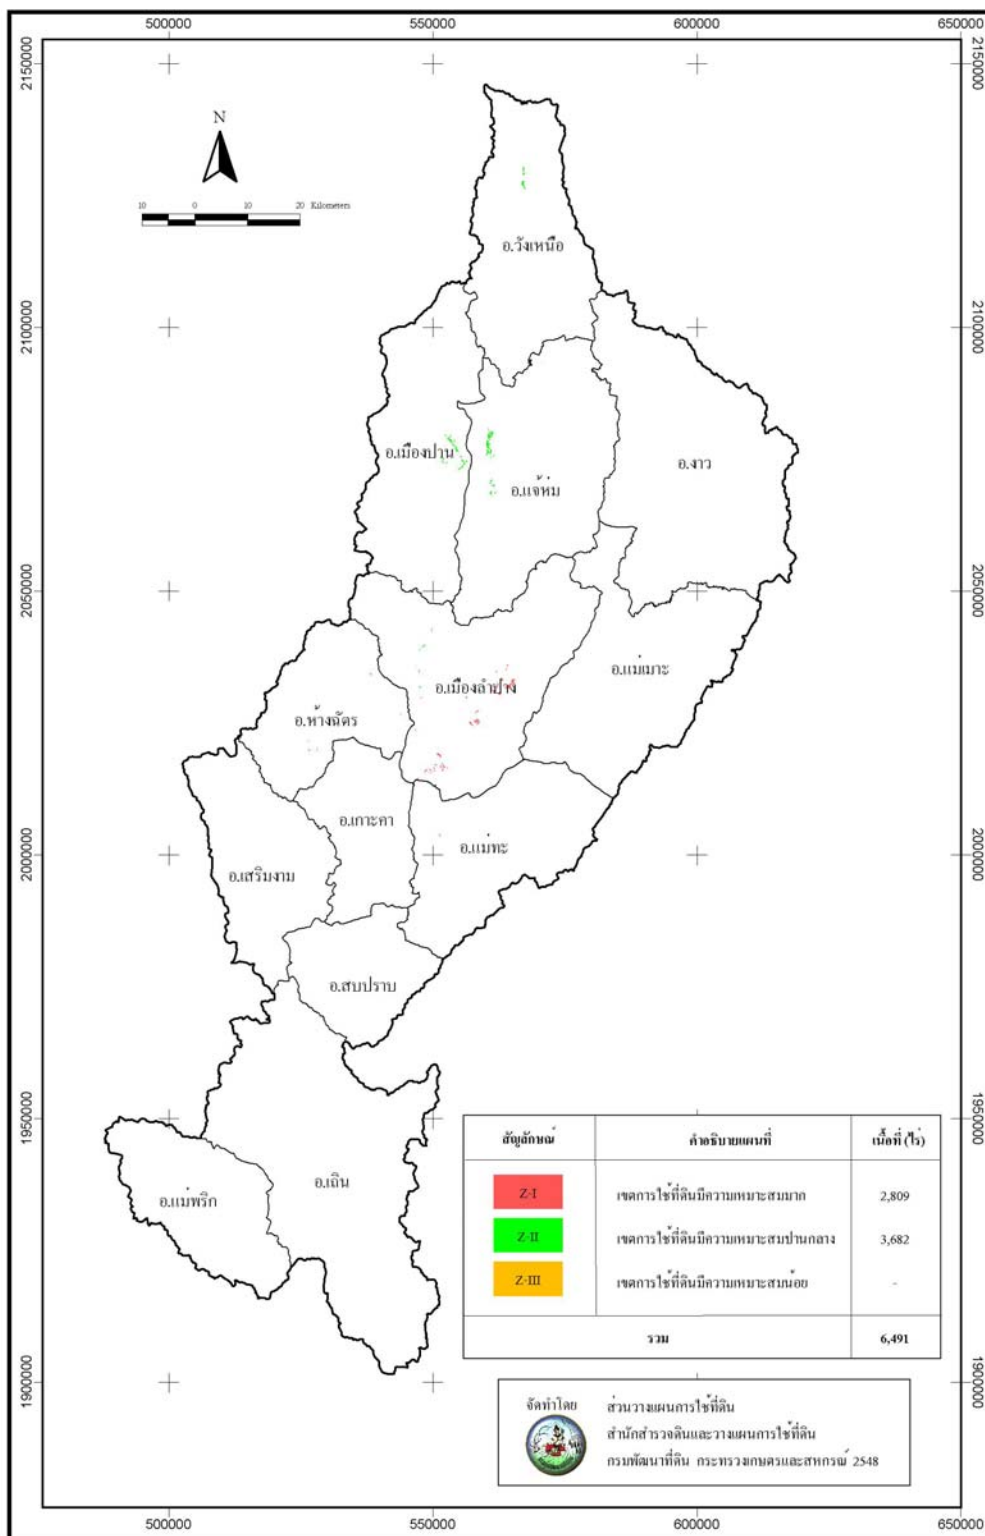 500000 550000 600000 650000
2150000 2150000
N
10 0 10 20 Kilometers
อ.วังเหนือ
2100000 2100000
อ.เมืองปาน
อ.งาว
อ.แจ้ห่ม
2050000 2050000
อ.แม่เมาะ
อ.เมืองลำปาง
อ.ห้างฉัตร
อ.เกาะคา
อ.แม่ทะ
2000000 2000000
อ.เสริมงาม
อ.สบปราบ
1950000 1950000
สัญลักษณ์ คำอธิบายแผนที่ เนื้อที่ (ไร่)
Z-I เขตการใช้ที่ดินมีความเหมาะสมมาก 2,809
อ.เถิน
อ.แม่พริก
Z-II เขตการใช้ที่ดินมีความเหมาะสมปานกลาง 3,682
Z-III เขตการใช้ที่ดินมีความเหมาะสมน้อย -
รวม 6,491
1900000 1900000
จัดทำโดย ส่วนวางแผนการใช้ที่ดิน
สำนักสำรวจดินและวางแผนการใช้ที่ดิน
กรมพัฒนาที่ดิน กระทรวงเกษตรและสหกรณ์ 2548
500000 550000 600000 650000